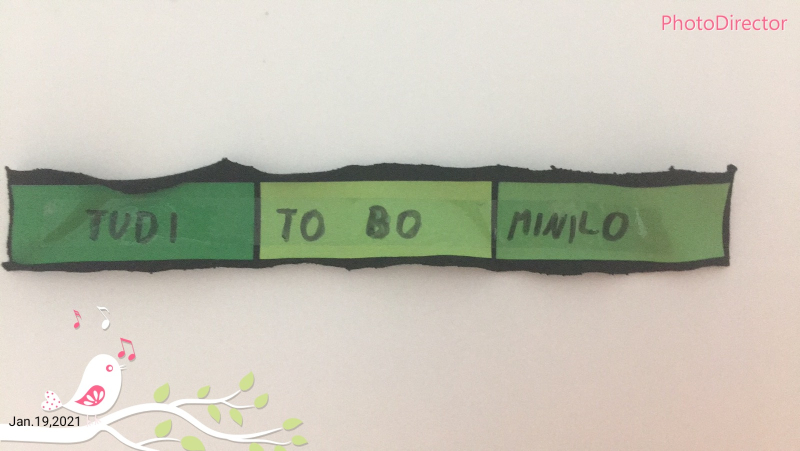 PhotoDirector
TUDI TO BO MINILO
Jan.19,2021